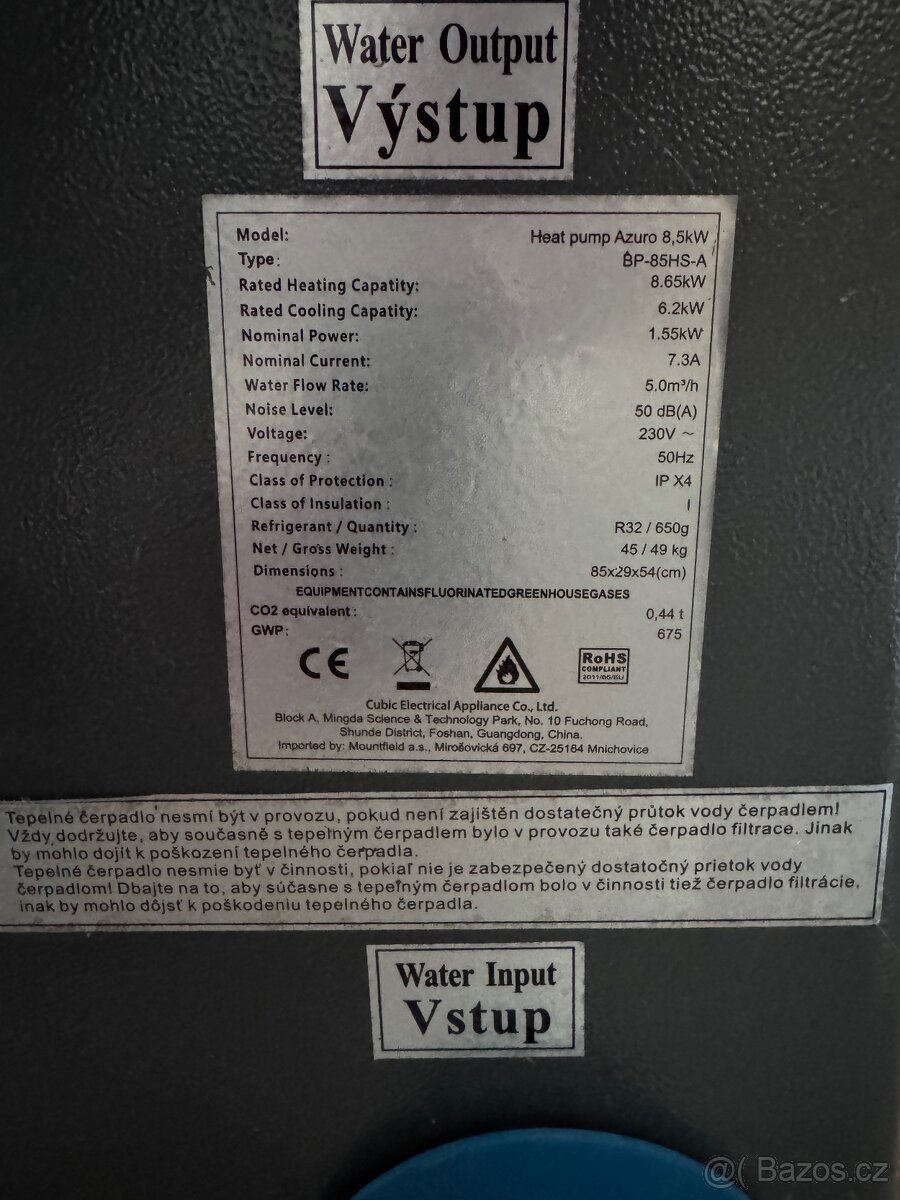 Water Output
Výstup
Model: Heat pump Azuro 8,5kW
Type: BP-85HS-A
Rated Heating Captity: 8.65kW
Rated Cooling Captity: 6.2kW
Nominal Power: 1.55kW
Nominal Current: 7.3A
Water Flow Rate: 5.0m³/h
Noise Level: 50 dB(A)
Voltage: 230V ~
Frequency : 50Hz
Class of Protection : IP X4
Class of Insulation : I
Refrigerant / Quantity : R32 / 650g
Net / Gross Weight : 45 / 49 kg
Dimensions : 85x29x54(cm)
EQUIPMENTCONTAINSFLUORINATEDGREENHOUSEGASES
CO2 equivalent : 0,44 t
GWP: 675
CE
RoHS
COMPLIANT
2011/65/EU
Cubic Electrical Appliance Co., Ltd.
Block A, Mingda Science & Technology Park, No. 10 Fuchong Road,
Shunde District, Foshan, Guangdong, China.
Imported by: Mountfield a.s., Mirošovická 697, CZ-25164 Mnichovice
Tepelné čerpadlo nesmí být v provozu, pokud není zajištěn dostatečný průtok vody čerpadlem!
Vždy dodržujte, aby současně s tepelným čerpadlem bylo v provozu také čerpadlo filtrace. Jinak
by mohlo dojít k poškození tepelného čerpadla.
Tepelné čerpadlo nesmie byť v činnosti, pokiaľ nie je zabezpečený dostatočný prietok vody
čerpadlom! Dbajte na to, aby súčasne s tepeľným čerpadlom bolo v činnosti tiež čerpadlo filtrácie,
inak by mohlo dôjsť k poškodeniu tepelného čerpadla.
Water Input
Vstup
@( Bazos.cz